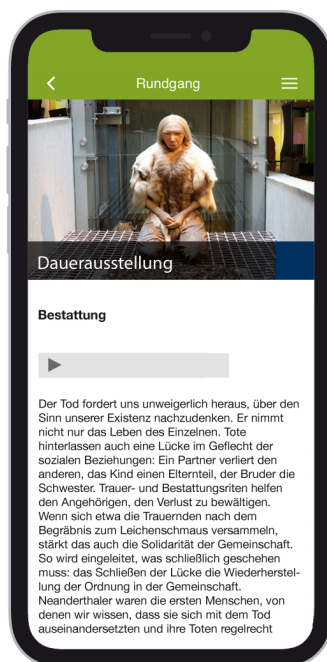 Rundgang
Dauerausstellung
Bestattung
Der Tod fordert uns unweigerlich heraus, über den
Sinn unserer Existenz nachzudenken. Er nimmt
nicht nur das Leben des Einzelnen. Tote
hinterlassen auch eine Lücke im Geflecht der
sozialen Beziehungen: Ein Partner verliert den
anderen, das Kind einen Elternteil, der Bruder die
Schwester. Trauer- und Bestattungsriten helfen
den Angehörigen, den Verlust zu bewältigen.
Wenn sich etwa die Trauernden nach dem
Begräbnis zum Leichenschmaus versammeln,
stärkt das auch die Solidarität der Gemeinschaft.
So wird eingeleitet, was schließlich geschehen
muss: das Schließen der Lücke die Wiederherstel-
lung der Ordnung in der Gemeinschaft.
Neanderthaler waren die ersten Menschen, von
denen wir wissen, dass sie sich mit dem Tod
auseinandersetzten und ihre Toten regelrecht